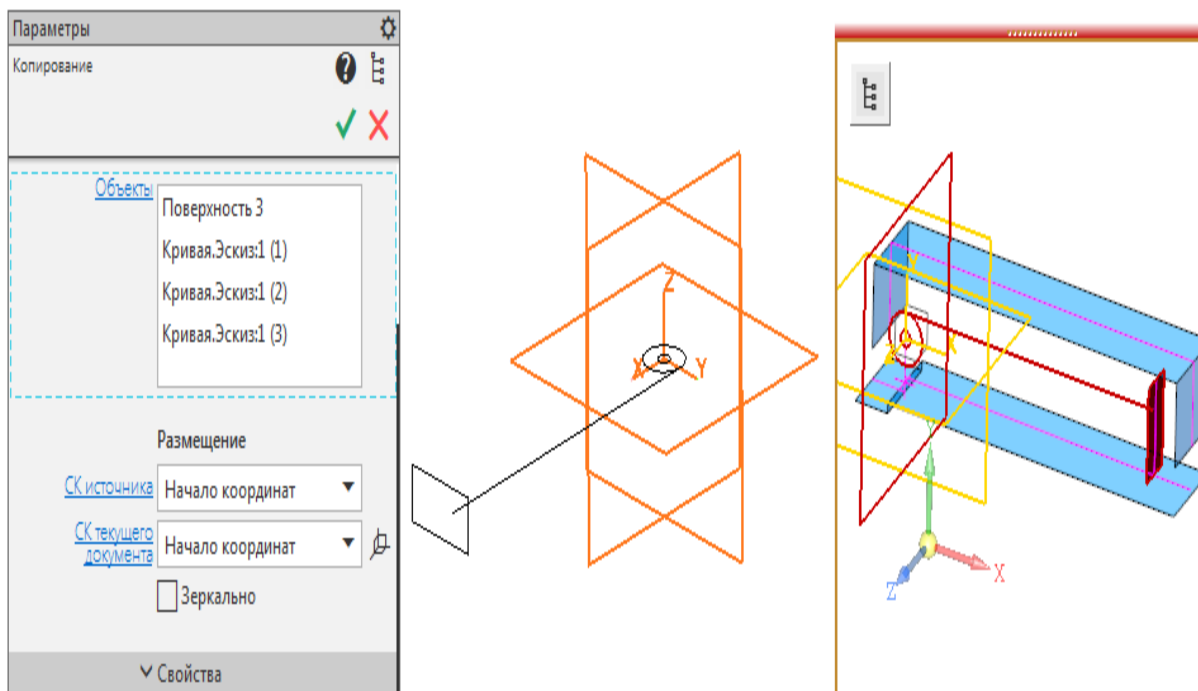 Параметры
Копирование
Объекты
Поверхность 3
Кривая.Эскиз:1 (1)
Кривая.Эскиз:1 (2)
Кривая.Эскиз:1 (3)
Размещение
СК источника
Начало координат
СК текущего
документа
Начало координат
Зеркально
Свойства
Z
X
Y
Y
X
Y
X
Z